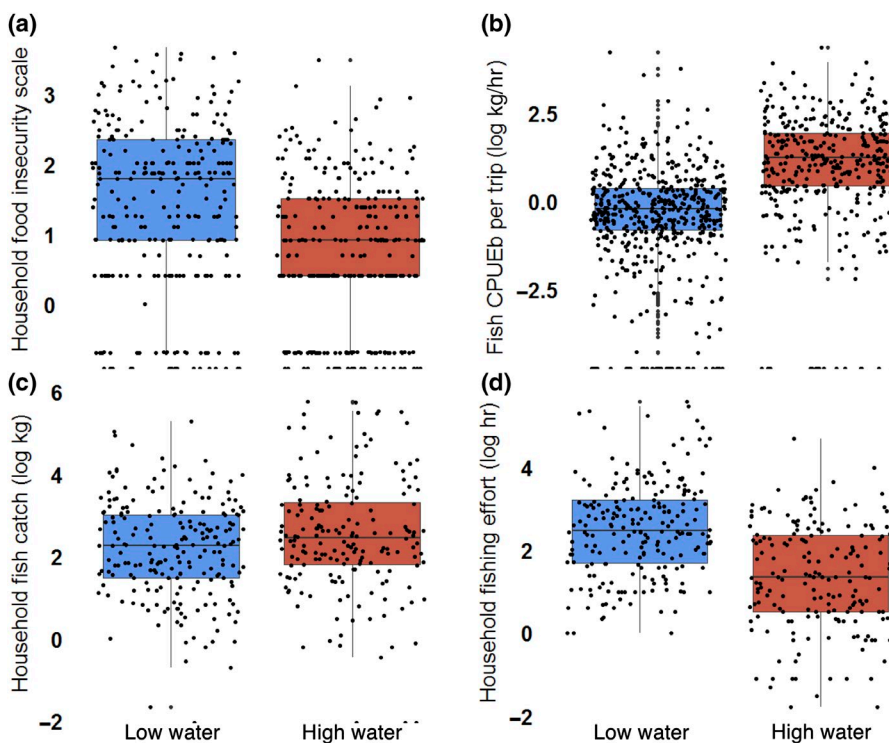 (a)
Household food insecurity scale
3
2
1
0
(b)
Fish CPUEb per trip (log kg/hr)
2.5
0.0
−2.5
(c)
Household fish catch (log kg)
6
4
2
0
−2
Low water
High water
(d)
Household fishing effort (log hr)
4
2
0
−2
Low water
High water